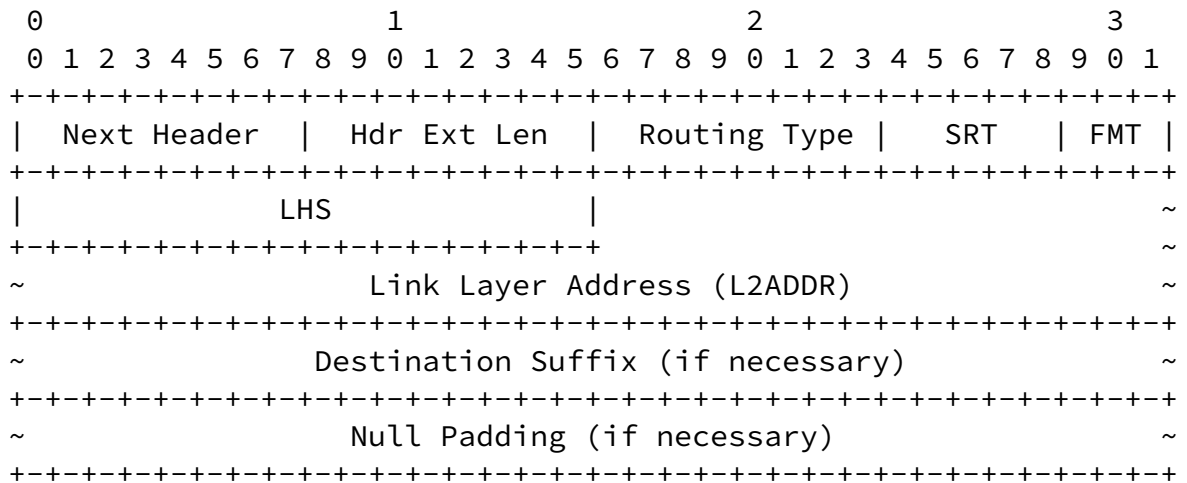 0                   1                   2                   3
 0 1 2 3 4 5 6 7 8 9 0 1 2 3 4 5 6 7 8 9 0 1 2 3 4 5 6 7 8 9 0 1
+-+-+-+-+-+-+-+-+-+-+-+-+-+-+-+-+-+-+-+-+-+-+-+-+-+-+-+-+-+-+-+-+
|  Next Header  |  Hdr Ext Len  |  Routing Type |   SRT   | FMT |
+-+-+-+-+-+-+-+-+-+-+-+-+-+-+-+-+-+-+-+-+-+-+-+-+-+-+-+-+-+-+-+-+
|              LHS              |                               ~
+-+-+-+-+-+-+-+-+-+-+-+-+-+-+-+-+                               ~
~                   Link Layer Address (L2ADDR)                 ~
+-+-+-+-+-+-+-+-+-+-+-+-+-+-+-+-+-+-+-+-+-+-+-+-+-+-+-+-+-+-+-+-+
~                Destination Suffix (if necessary)              ~
+-+-+-+-+-+-+-+-+-+-+-+-+-+-+-+-+-+-+-+-+-+-+-+-+-+-+-+-+-+-+-+-+
~                  Null Padding (if necessary)                  ~
+-+-+-+-+-+-+-+-+-+-+-+-+-+-+-+-+-+-+-+-+-+-+-+-+-+-+-+-+-+-+-+-+